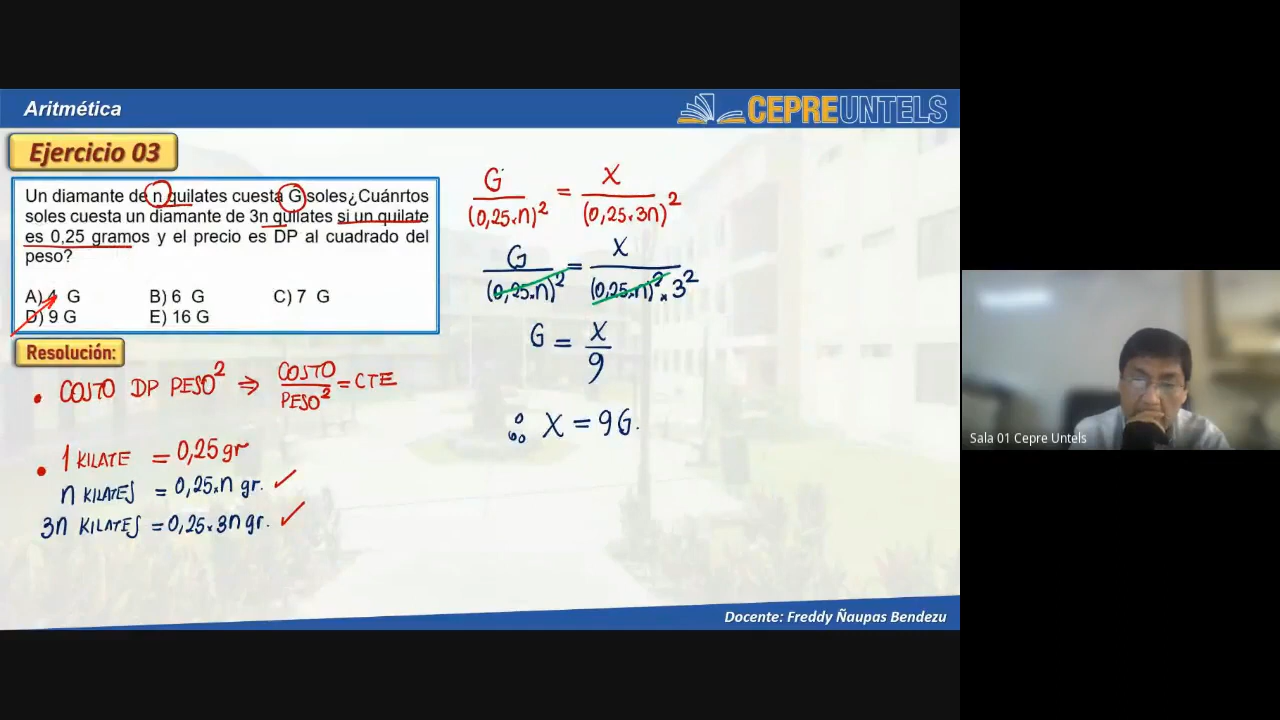 Aritmética
CEPREUNTELS
Ejercicio 03
Un diamante de n quilates cuesta G soles¿Cuánrtos
soles cuesta un diamante de 3n quilates si un quilate
es 0,25 gramos y el precio es DP al cuadrado del
peso?
A) 4 G B) 6 G C) 7 G
D) 9 G E) 16 G
Resolución:
• COSTO DP PESO² ⇒ COSTO/PESO² = CTE
• 1 KILATE = 0,25 gr
n KILATES = 0,25×n gr. ✓
3n KILATES = 0,25×3n gr. ✓
G/(0,25×n)² = X/(0,25×3n)²
G/(0,25×n)² = X/(0,25×n)²×3²
G = X/9
∴ X = 9G.
Docente: Freddy Ñaupas Bendezu
Sala 01 Cepre Untels